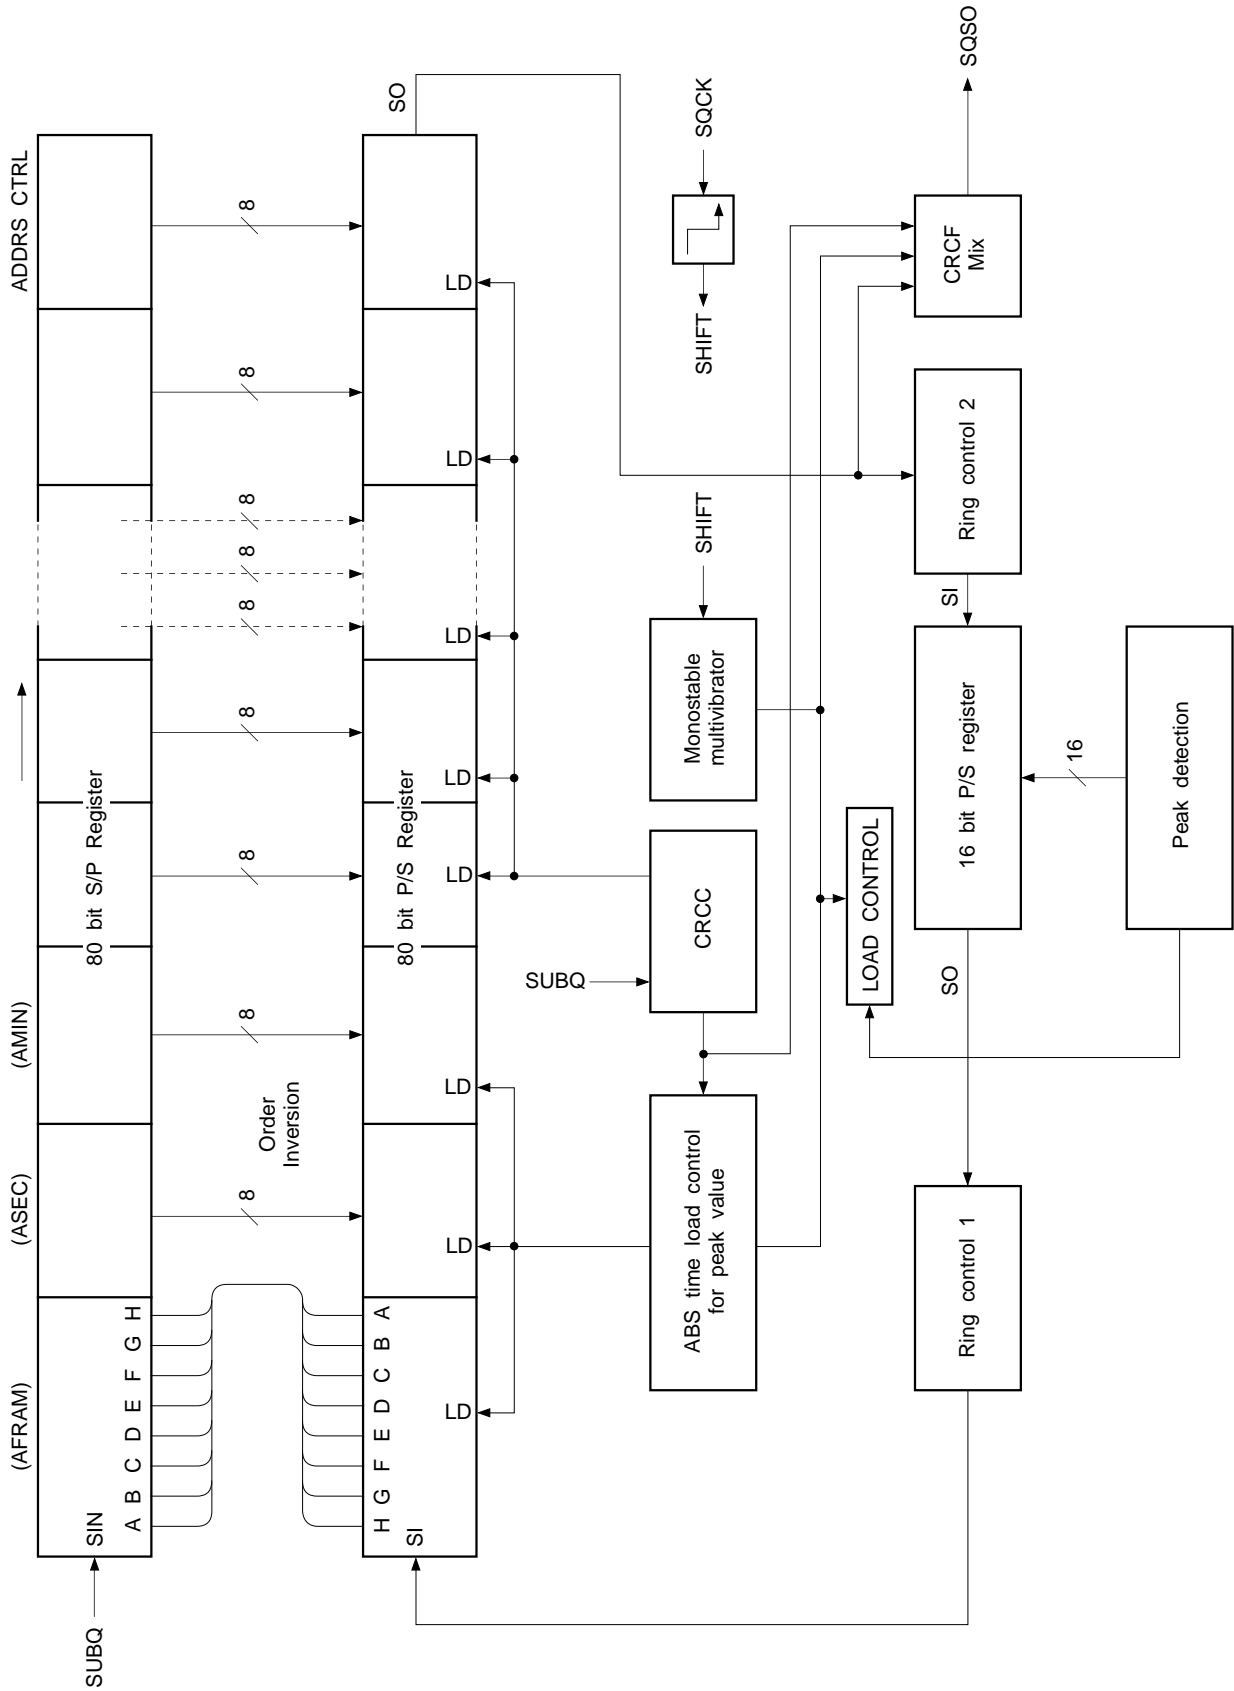 (AFRAM)
(ASEC)
(AMIN)
ADDRS CTRL
SUBQ
SIN
A B C D E F G H
80 bit S/P Register
8
8
8
8
8
8
8
8
8
Order
Inversion
H G F E D C B A
SI
80 bit P/S Register
SO
LD
LD
LD
LD
LD
LD
LD
LD
ABS time load control
for peak value
SUBQ
CRCC
Monostable
multivibrator
SHIFT
SHIFT
SQCK
LOAD CONTROL
Ring control 1
SO
16 bit P/S register
SI
Ring control 2
CRCF
Mix
SQSO
16
Peak detection